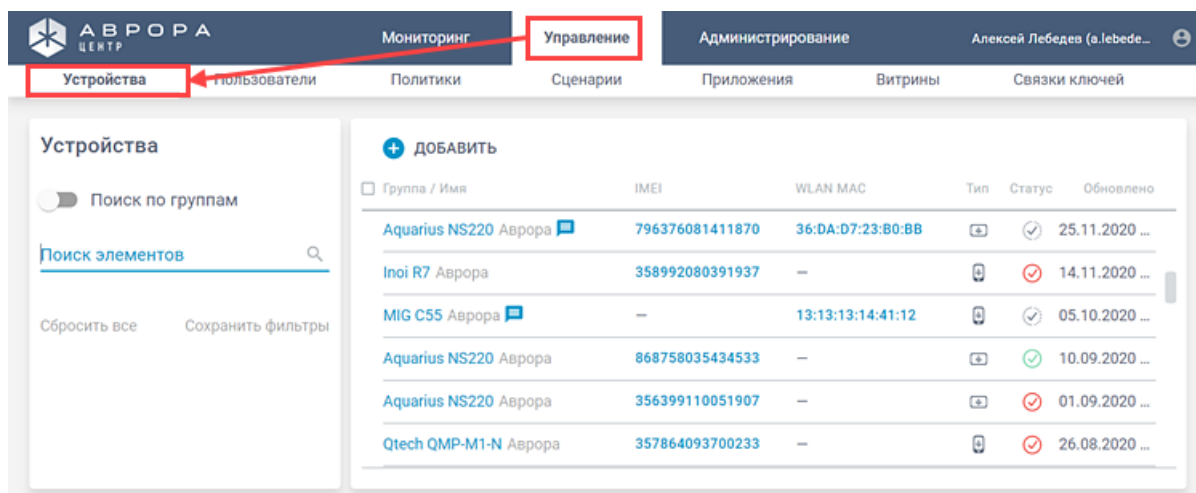 АВРОРА
ЦЕНТР
Мониторинг Управление Администрирование Алексей Лебедев (a.lebede...
Устройства Пользователи Политики Сценарии Приложения Витрины Связки ключей
Устройства
Поиск по группам
Поиск элементов
Сбросить все Сохранить фильтры
ДОБАВИТЬ
Группа / Имя IMEI WLAN MAC Тип Статус Обновлено
Aquarius NS220 Аврора 796376081411870 36:DA:D7:23:B0:BB 25.11.2020 ...
Inoi R7 Аврора 358992080391937 — 14.11.2020 ...
MIG C55 Аврора — 13:13:13:14:41:12 05.10.2020 ...
Aquarius NS220 Аврора 868758035434533 — 10.09.2020 ...
Aquarius NS220 Аврора 356399110051907 — 01.09.2020 ...
Qtech QMP-M1-N Аврора 357864093700233 — 26.08.2020 ...